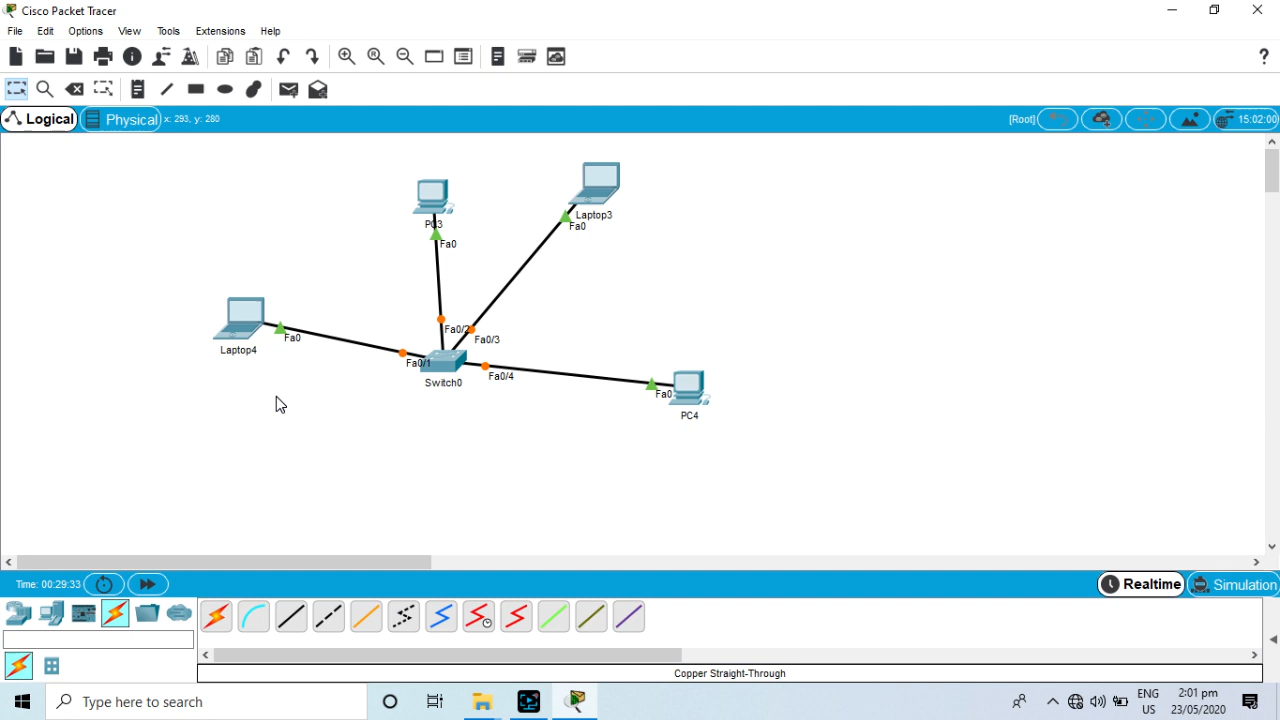 Cisco Packet Tracer
File Edit Options View Tools Extensions Help
?
Logical Physical x: 293, y: 280 [Root] 15:02:00
PC3
Fa0
Laptop3
Fa0
Laptop4
Fa0
Fa0/2
Fa0/3
Fa0/1
Fa0/4
Switch0
Fa0
PC4
Time: 00:29:33 Realtime Simulation
Copper Straight-Through
Type here to search
ENG
US
2:01 pm
23/05/2020